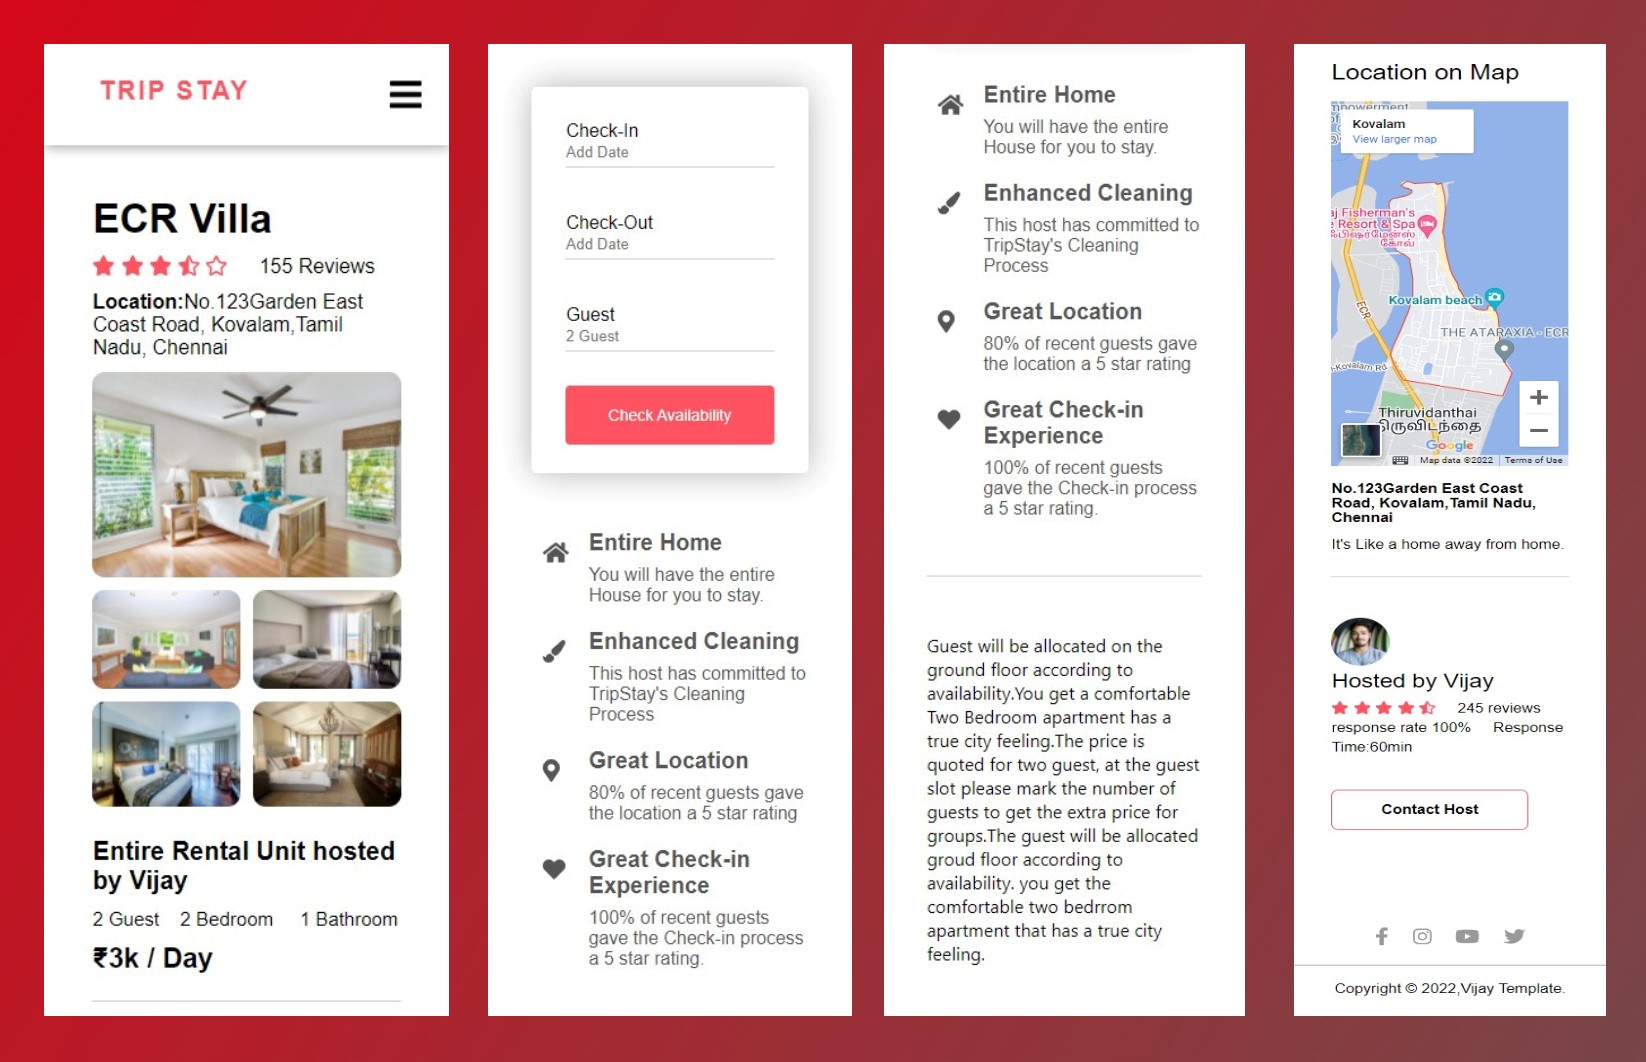 TRIP STAY
ECR Villa
155 Reviews
Location:No.123Garden East
Coast Road, Kovalam,Tamil
Nadu, Chennai
Entire Rental Unit hosted
by Vijay
2 Guest 2 Bedroom 1 Bathroom
₹3k / Day
Check-In
Add Date
Check-Out
Add Date
Guest
2 Guest
Check Availability
Entire Home
You will have the entire
House for you to stay.
Enhanced Cleaning
This host has committed to
TripStay's Cleaning
Process
Great Location
80% of recent guests gave
the location a 5 star rating
Great Check-in
Experience
100% of recent guests
gave the Check-in process
a 5 star rating.
Entire Home
You will have the entire
House for you to stay.
Enhanced Cleaning
This host has committed to
TripStay's Cleaning
Process
Great Location
80% of recent guests gave
the location a 5 star rating
Great Check-in
Experience
100% of recent guests
gave the Check-in process
a 5 star rating.
Guest will be allocated on the
ground floor according to
availability.You get a comfortable
Two Bedroom apartment has a
true city feeling.The price is
quoted for two guest, at the guest
slot please mark the number of
guests to get the extra price for
groups.The guest will be allocated
groud floor according to
availability. you get the
comfortable two bedrrom
apartment that has a true city
feeling.
Location on Map
Kovalam
View larger map
aj Fisherman's
e Resort & Spa
ஃபிஷர்மேன்ஸ்
கோவ்
Kovalam beach
ECR
THE ATARAXIA - ECR
-Kovalam Rd
Thiruvidanthai
திருவிடந்தை
Google
Map data ©2022 Terms of Use
No.123Garden East Coast
Road, Kovalam,Tamil Nadu,
Chennai
It's Like a home away from home.
Hosted by Vijay
245 reviews
response rate 100% Response
Time:60min
Contact Host
Copyright © 2022,Vijay Template.